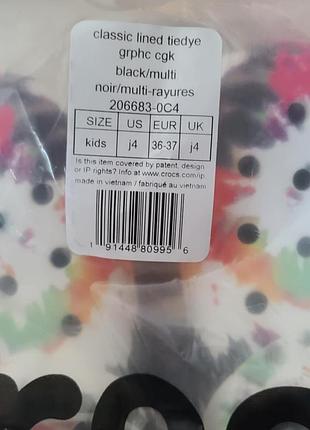 classic lined tiedye
grphc cgk
black/multi
noir/multi-rayures
206683-0C4
SIZE US EUR UK
kids j4 36-37 j4
Is this item covered by patent, design
or IP rights? Info at www.crocs.com/ip.
made in vietnam / fabriqué au vietnam
1 91448 80995 6